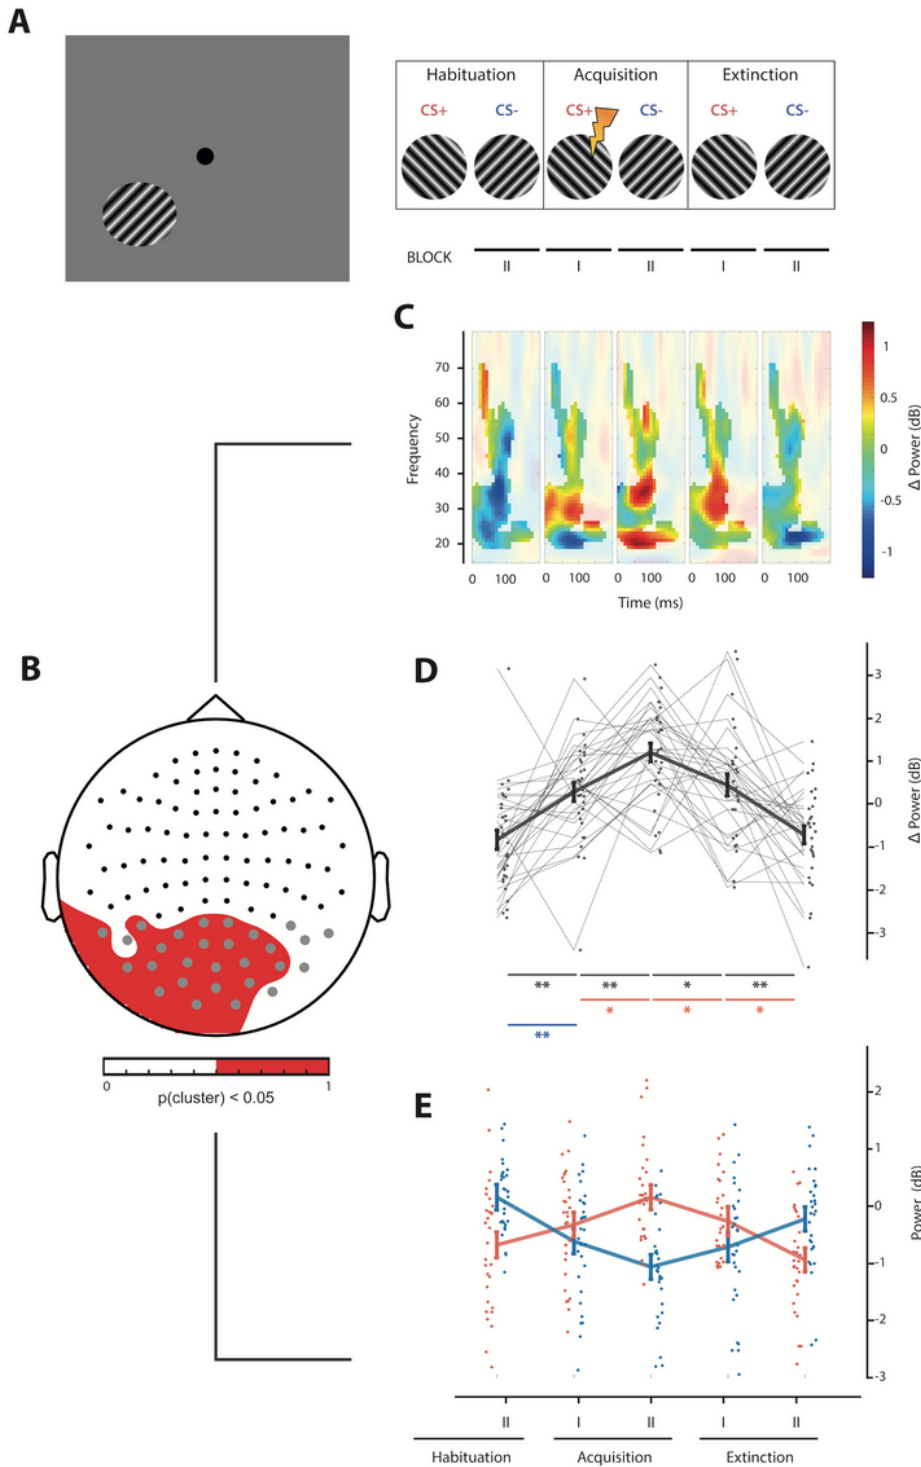 A
Habituation Acquisition Extinction
CS+ CS- CS+ CS- CS+ CS-
BLOCK II I II I II
C
Frequency
70
60
50
40
30
20
0 100 0 100 0 100 0 100 0 100
Time (ms)
1
0.5
0
-0.5
-1
Δ Power (dB)
B
0 1
p(cluster) < 0.05
D
3
2
1
0
-1
-2
-3
Δ Power (dB)
** ** * **
* * *
**
E
2
1
0
-1
-2
-3
Power (dB)
II I II I II
Habituation Acquisition Extinction